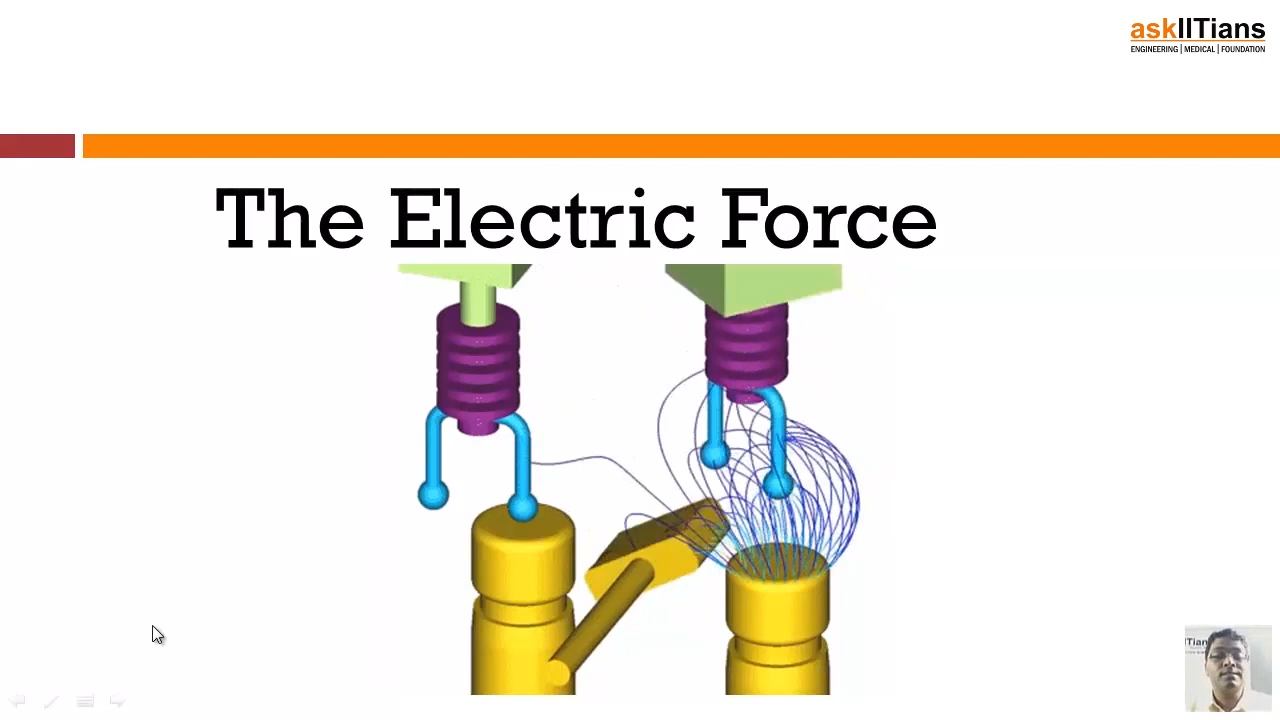 askIITians
ENGINEERING | MEDICAL | FOUNDATION
The Electric Force